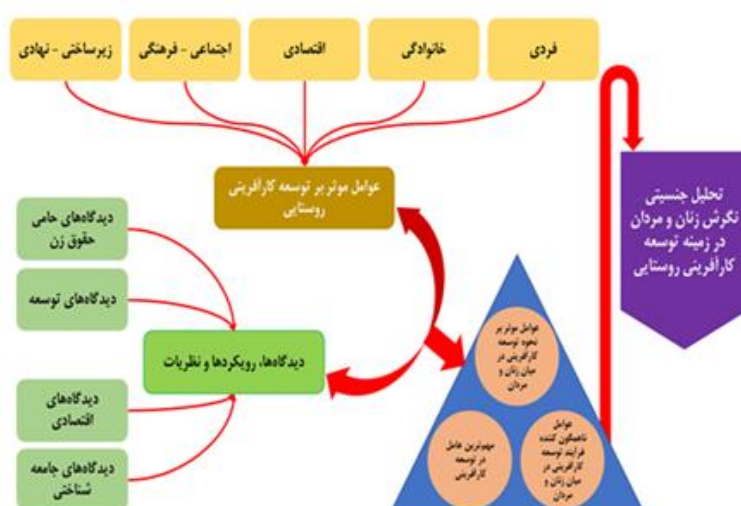 فردی
خانوادگی
اقتصادی
اجتماعی - فرهنگی
زیرساختی - نهادی
عوامل موثر بر توسعه کارآفرینی
روستایی
تحلیل جنسیتی
نگرش زنان و مردان
در زمینه توسعه
کارآفرینی روستایی
دیدگاه‌های حامی
حقوق زن
دیدگاه‌های توسعه
دیدگاه‌ها، رویکردها و نظریات
دیدگاه‌های
اقتصادی
دیدگاه‌های جامعه
شناختی
عوامل موثر بر
نحوه توسعه
کارآفرینی در
میان زنان و
مردان
عوامل
ناهمگون کننده
فرآیند توسعه
کارآفرینی در
میان زنان و
مردان
مهم‌ترین عامل
در توسعه
کارآفرینی